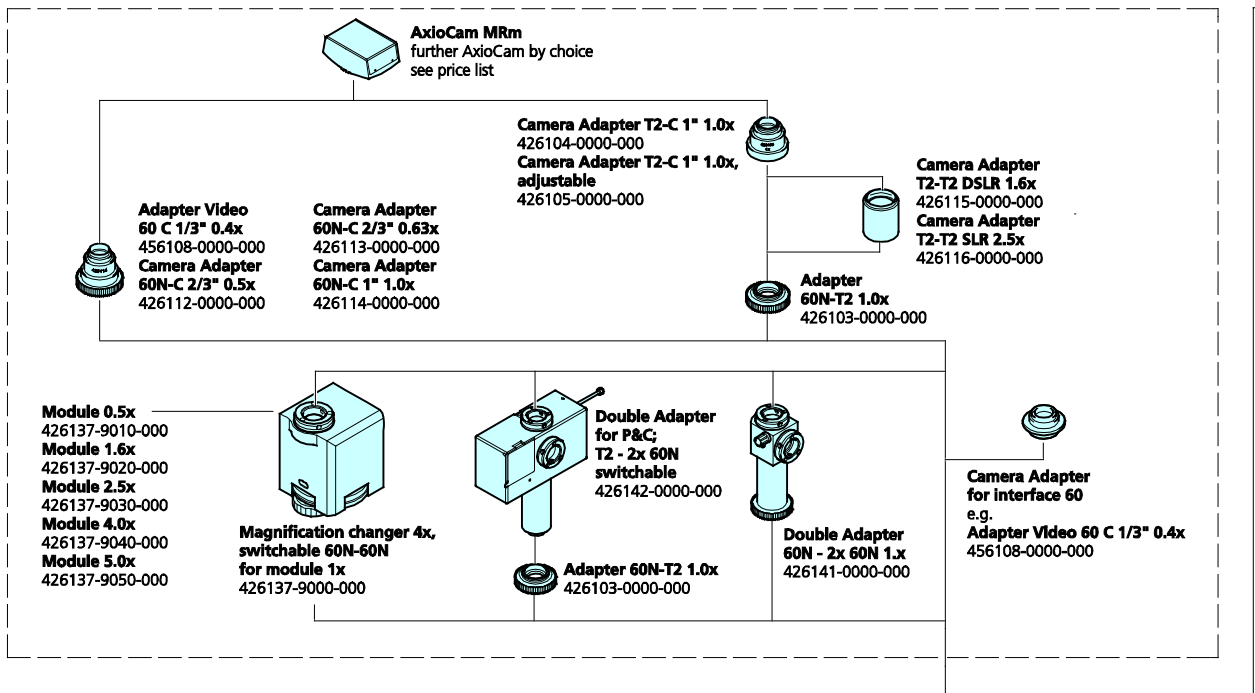 AxioCam MRm
further AxioCam by choice
see price list
Camera Adapter T2-C 1" 1.0x
426104-0000-000
Camera Adapter T2-C 1" 1.0x,
adjustable
426105-0000-000
Camera Adapter
T2-T2 DSLR 1.6x
426115-0000-000
Camera Adapter
T2-T2 SLR 2.5x
426116-0000-000
Adapter Video
60 C 1/3" 0.4x
456108-0000-000
Camera Adapter
60N-C 2/3" 0.5x
426112-0000-000
Camera Adapter
60N-C 2/3" 0.63x
426113-0000-000
Camera Adapter
60N-C 1" 1.0x
426114-0000-000
Adapter
60N-T2 1.0x
426103-0000-000
Module 0.5x
426137-9010-000
Module 1.6x
426137-9020-000
Module 2.5x
426137-9030-000
Module 4.0x
426137-9040-000
Module 5.0x
426137-9050-000
Magnification changer 4x,
switchable 60N-60N
for module 1x
426137-9000-000
Double Adapter
for P&C;
T2 - 2x 60N
switchable
426142-0000-000
Adapter 60N-T2 1.0x
426103-0000-000
Double Adapter
60N - 2x 60N 1.x
426141-0000-000
Camera Adapter
for interface 60
e.g.
Adapter Video 60 C 1/3" 0.4x
456108-0000-000